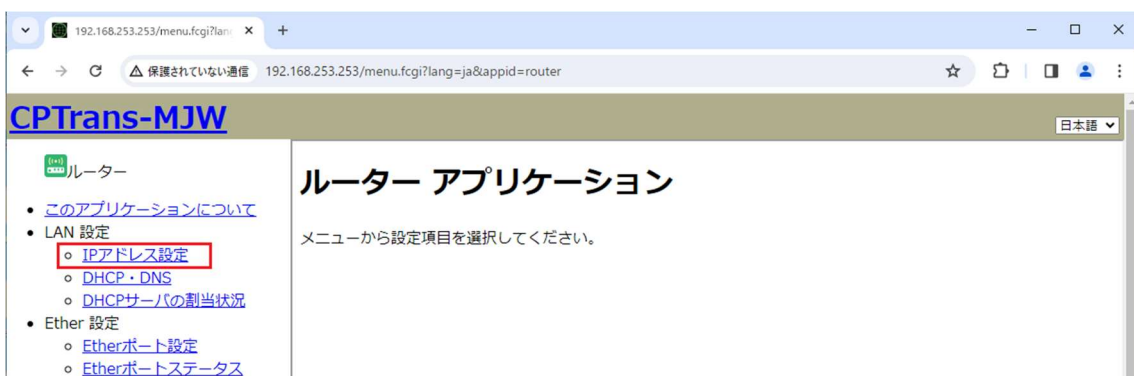 192.168.253.253/menu.fcgi?lan
保護されていない通信 192.168.253.253/menu.fcgi?lang=ja&appid=router
CPTrans-MJW
日本語
ルーター
このアプリケーションについて
LAN 設定
IPアドレス設定
DHCP・DNS
DHCPサーバの割当状況
Ether 設定
Etherポート設定
Etherポートステータス
ルーター アプリケーション
メニューから設定項目を選択してください。